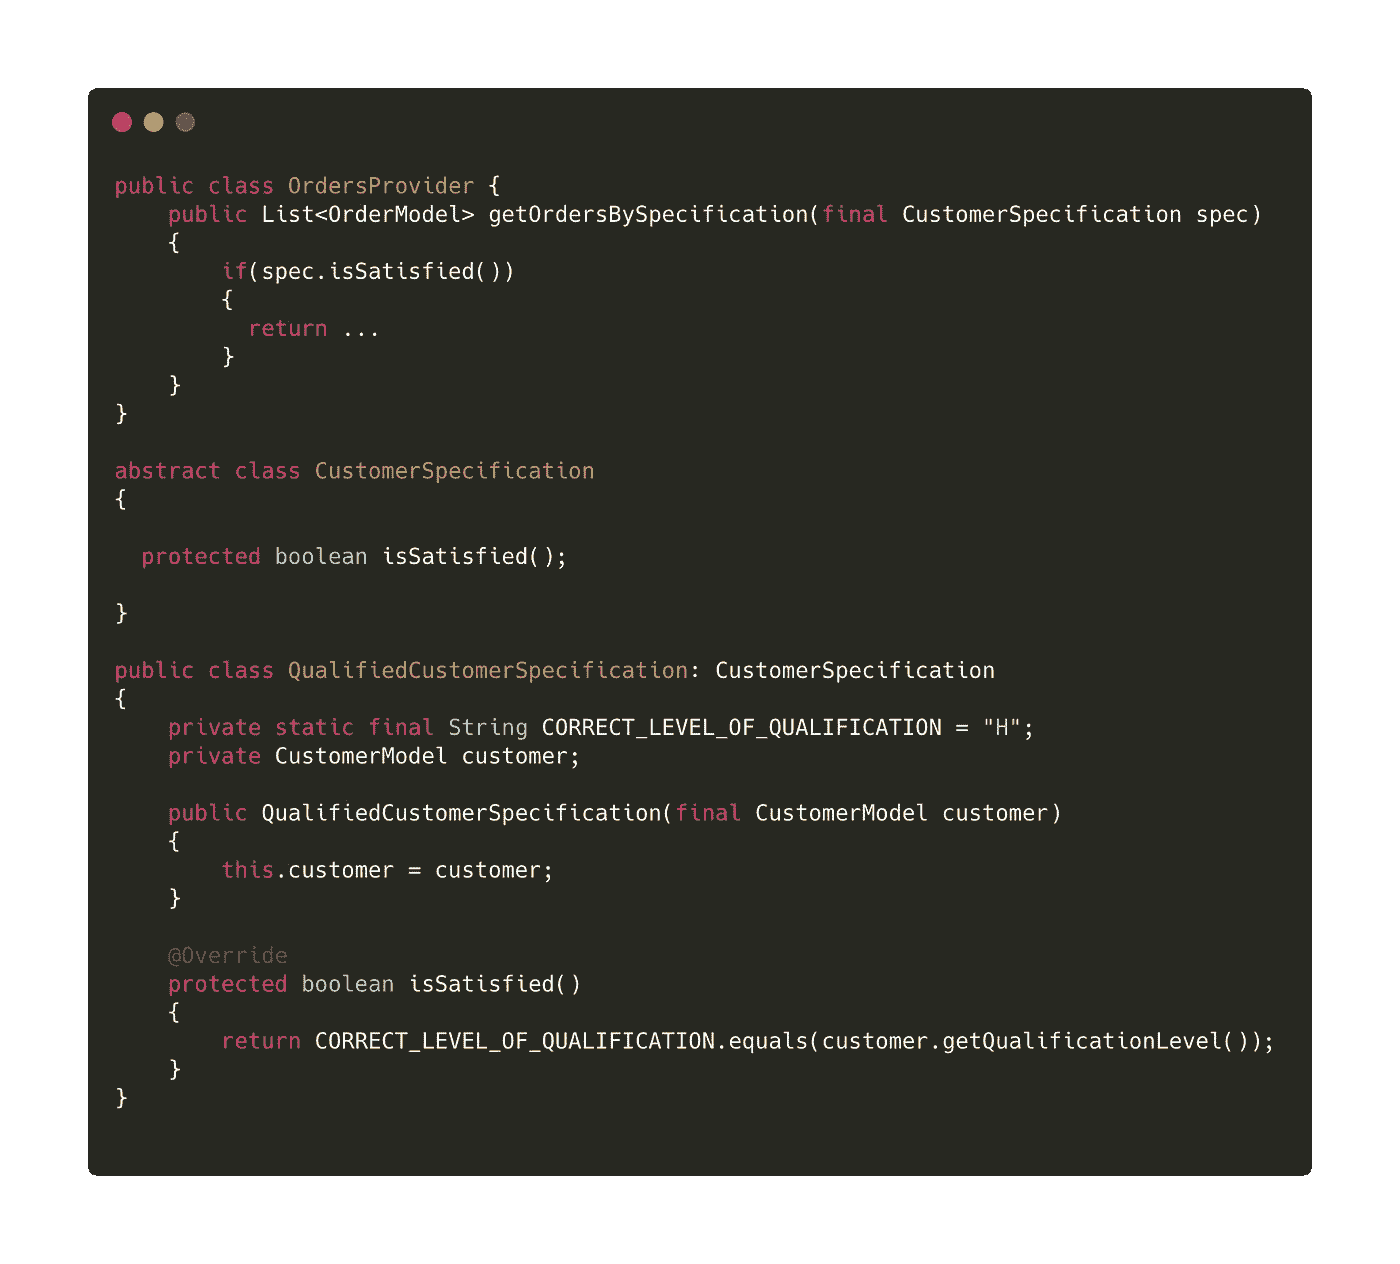 public class OrdersProvider {
    public List<OrderModel> getOrdersBySpecification(final CustomerSpecification spec)
    {
        if(spec.isSatisfied())
        {
          return ...
        }
    }
}

abstract class CustomerSpecification
{

  protected boolean isSatisfied();

}

public class QualifiedCustomerSpecification: CustomerSpecification
{
    private static final String CORRECT_LEVEL_OF_QUALIFICATION = "H";
    private CustomerModel customer;

    public QualifiedCustomerSpecification(final CustomerModel customer)
    {
        this.customer = customer;
    }

    @Override
    protected boolean isSatisfied()
    {
        return CORRECT_LEVEL_OF_QUALIFICATION.equals(customer.getQualificationLevel());
    }
}